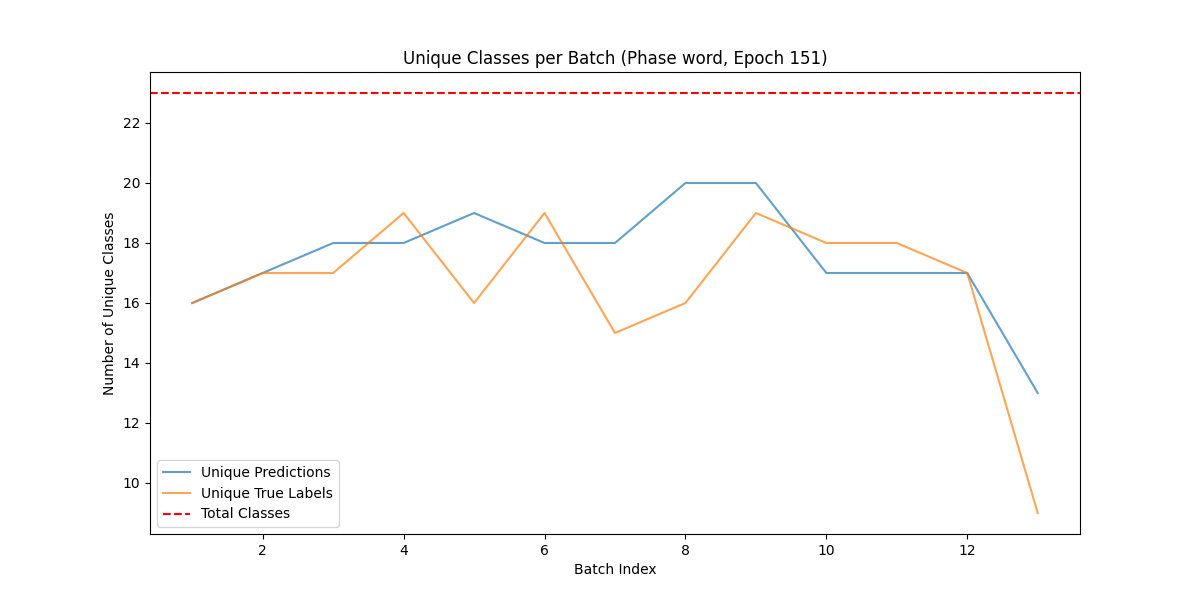 Unique Classes per Batch (Phase word, Epoch 151)
Number of Unique Classes
22
20
18
16
14
12
10
Unique Predictions
Unique True Labels
Total Classes
2 4 6 8 10 12
Batch Index